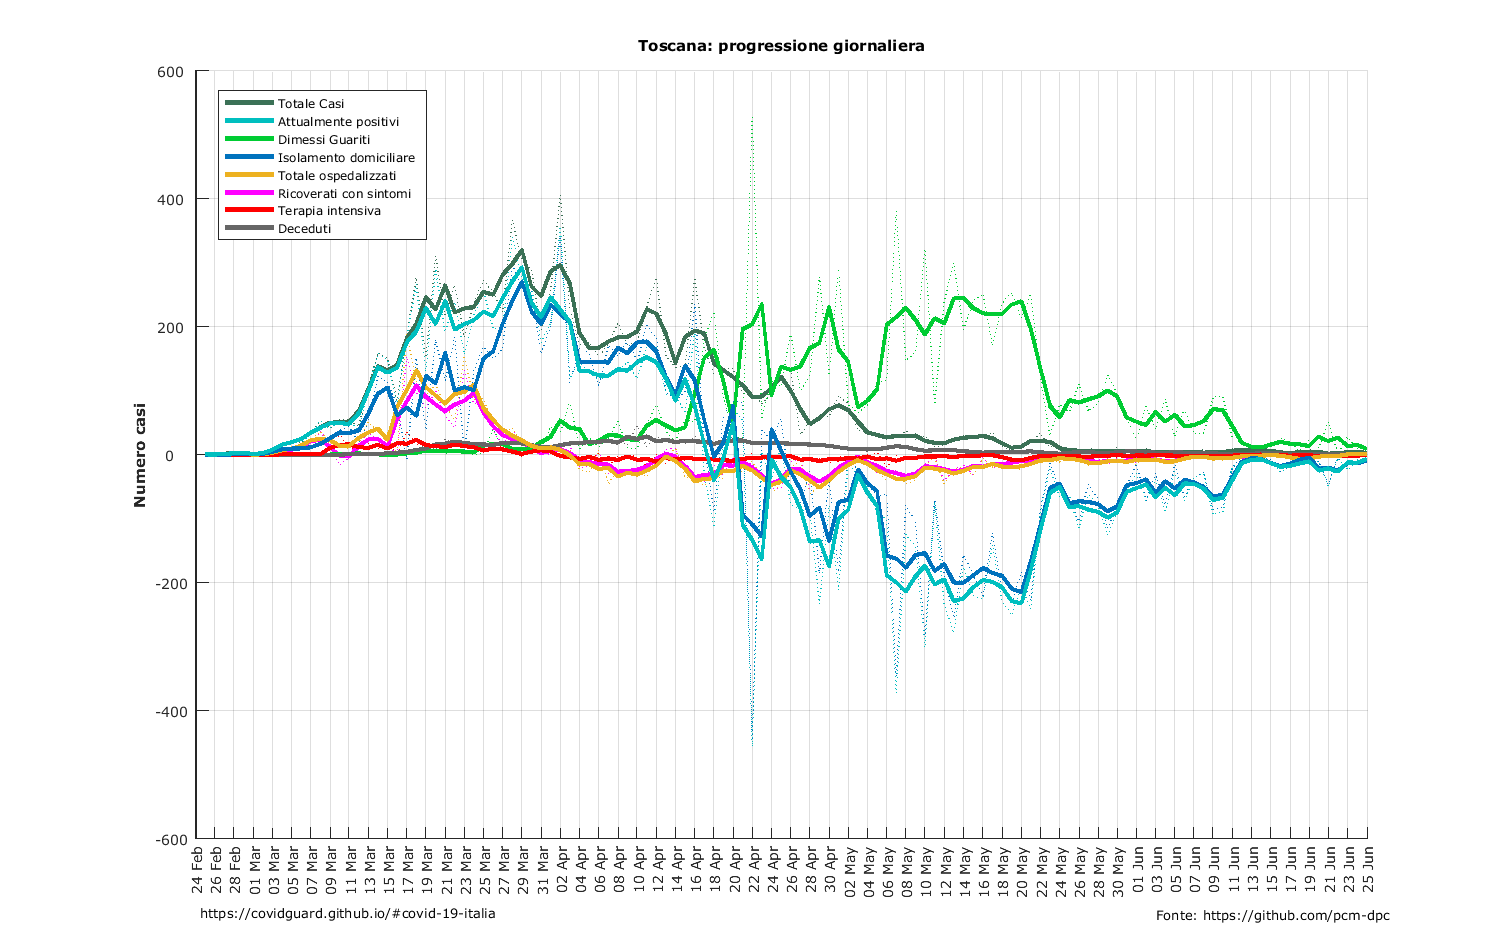 Toscana: progressione giornaliera
Numero casi
600
400
200
0
-200
-400
-600
Totale Casi
Attualmente positivi
Dimessi Guariti
Isolamento domiciliare
Totale ospedalizzati
Ricoverati con sintomi
Terapia intensiva
Deceduti
24 Feb
26 Feb
28 Feb
01 Mar
03 Mar
05 Mar
07 Mar
09 Mar
11 Mar
13 Mar
15 Mar
17 Mar
19 Mar
21 Mar
23 Mar
25 Mar
27 Mar
29 Mar
31 Mar
02 Apr
04 Apr
06 Apr
08 Apr
10 Apr
12 Apr
14 Apr
16 Apr
18 Apr
20 Apr
22 Apr
24 Apr
26 Apr
28 Apr
30 Apr
02 May
04 May
06 May
08 May
10 May
12 May
14 May
16 May
18 May
20 May
22 May
24 May
26 May
28 May
30 May
01 Jun
03 Jun
05 Jun
07 Jun
09 Jun
11 Jun
13 Jun
15 Jun
17 Jun
19 Jun
21 Jun
23 Jun
25 Jun
https://covidguard.github.io/#covid-19-italia
Fonte: https://github.com/pcm-dpc